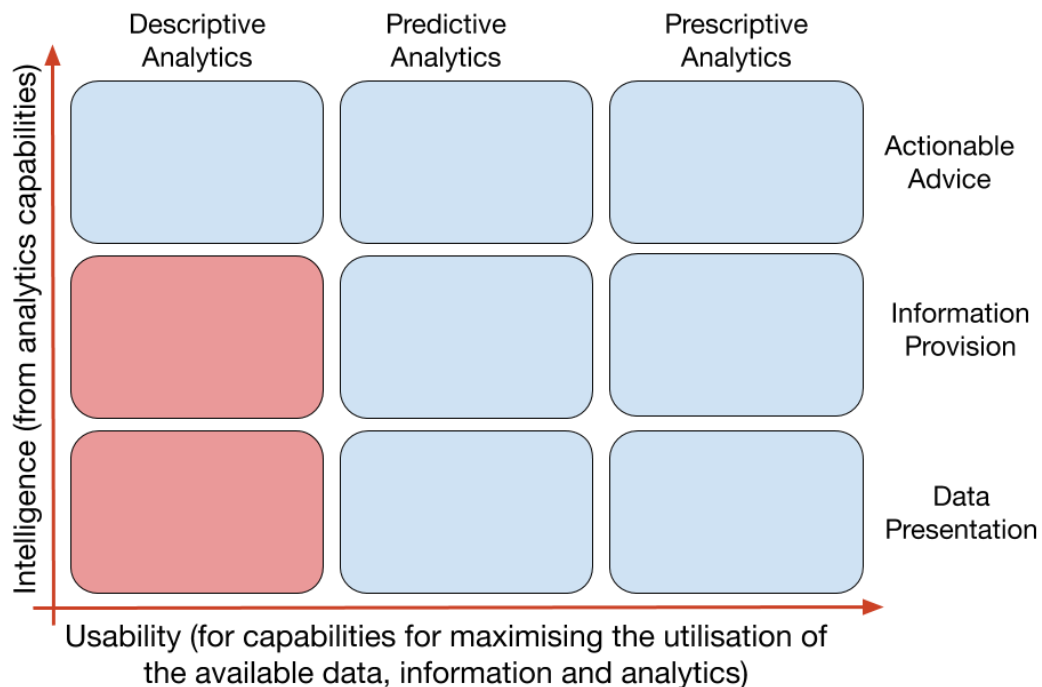 Descriptive
Analytics
Predictive
Analytics
Prescriptive
Analytics
Intelligence (from analytics capabilities)
Actionable
Advice
Information
Provision
Data
Presentation
Usability (for capabilities for maximising the utilisation of
the available data, information and analytics)